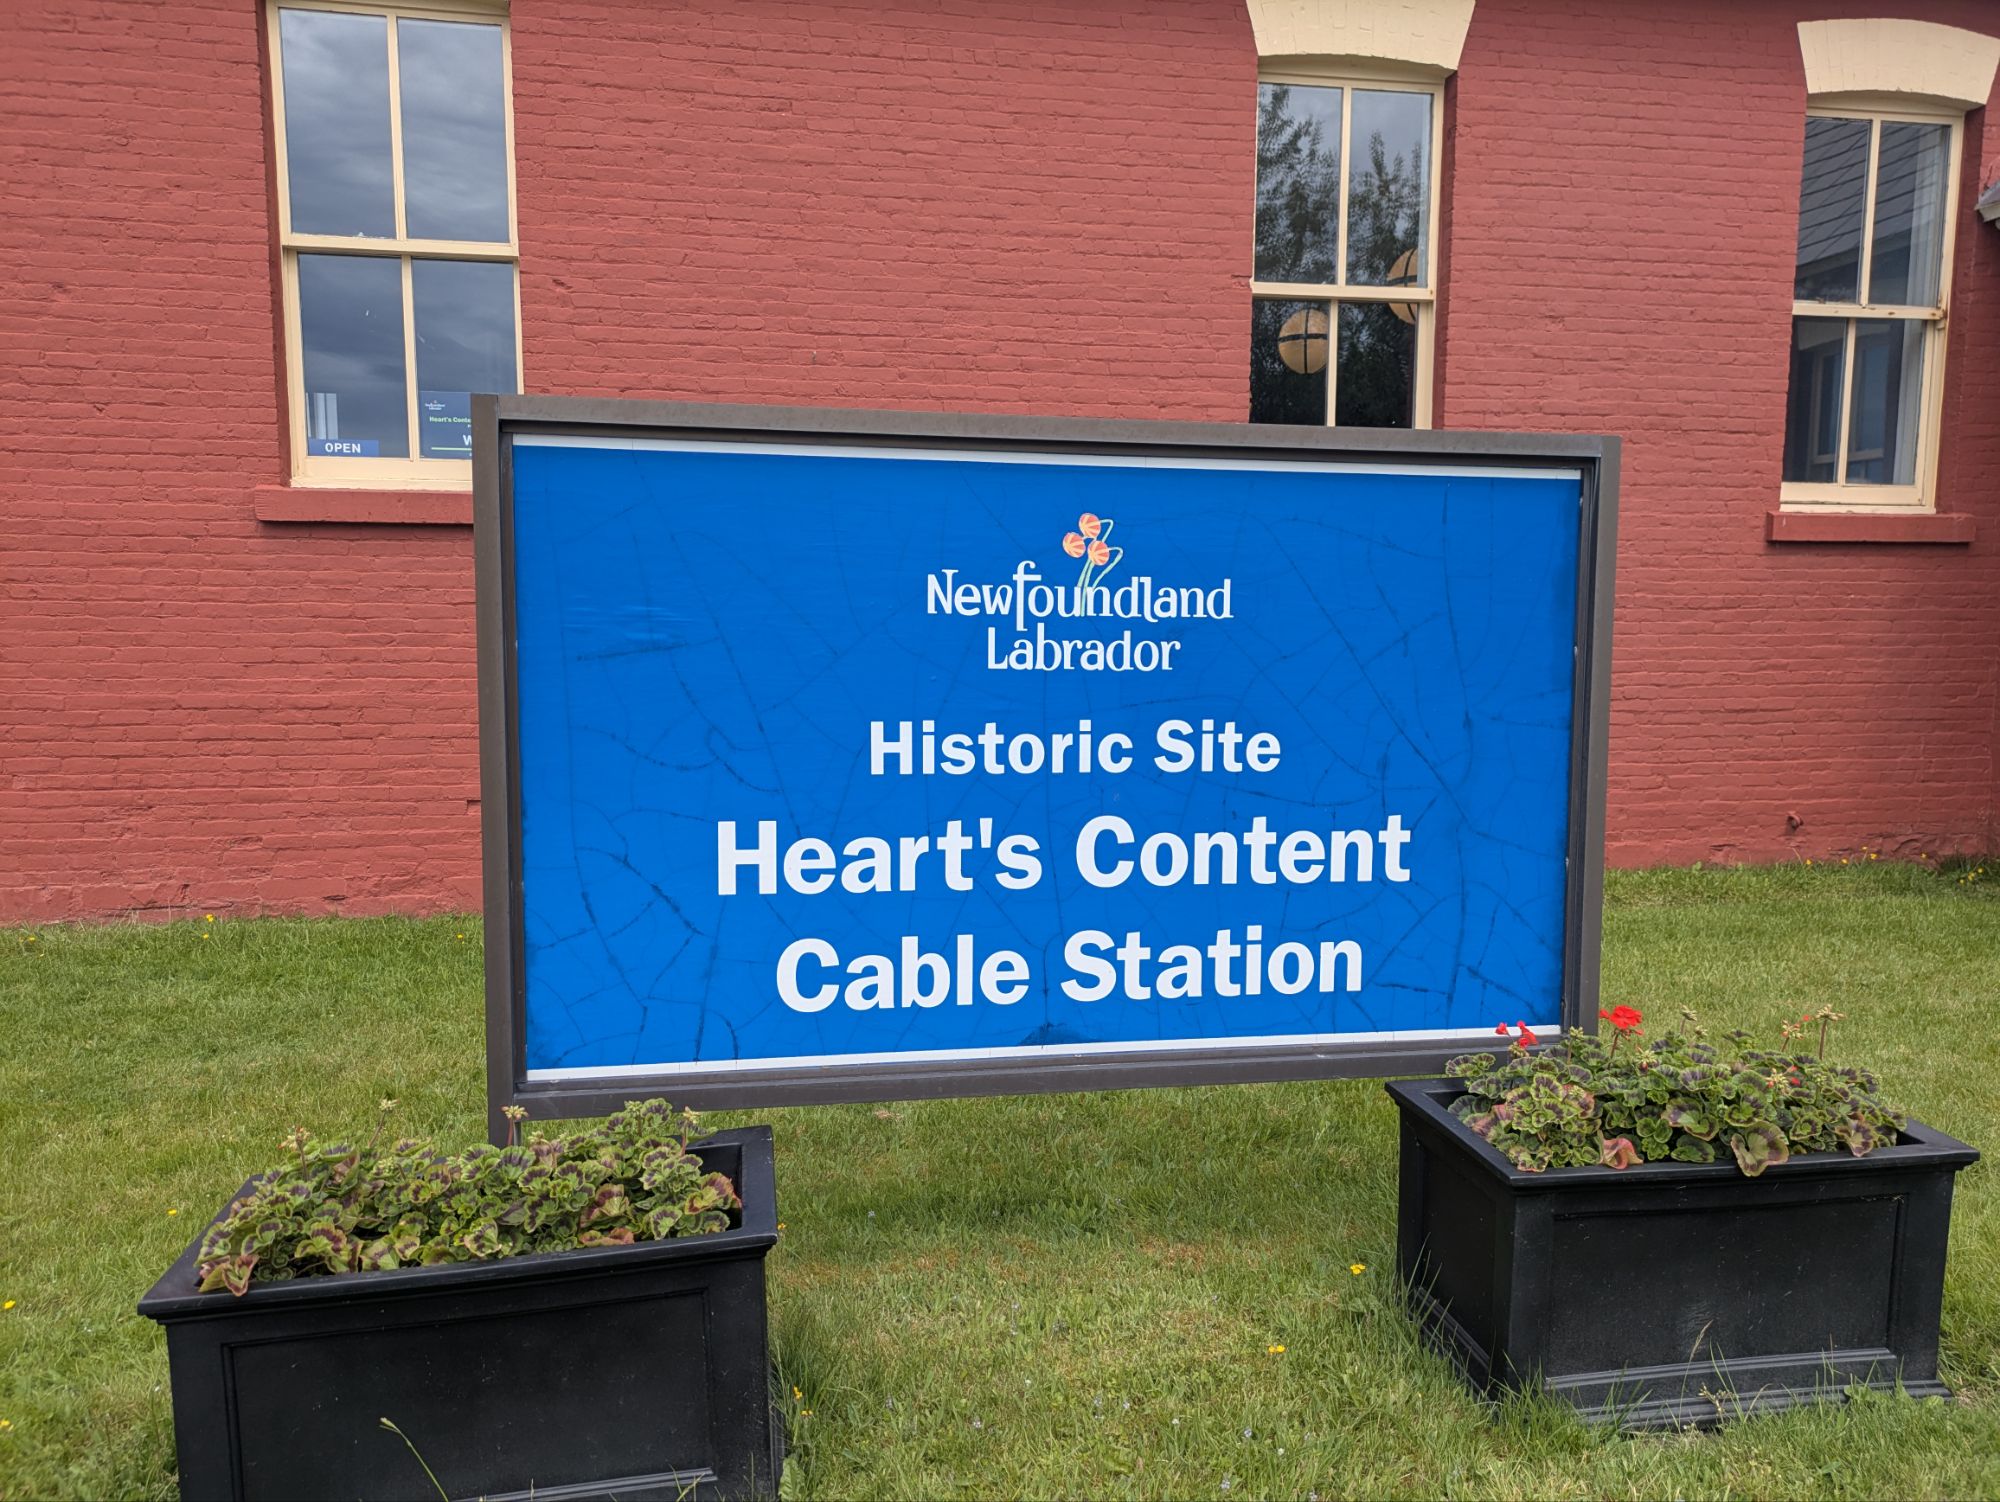 OPEN
Newfoundland
Labrador
Historic Site
Heart's Content
Cable Station